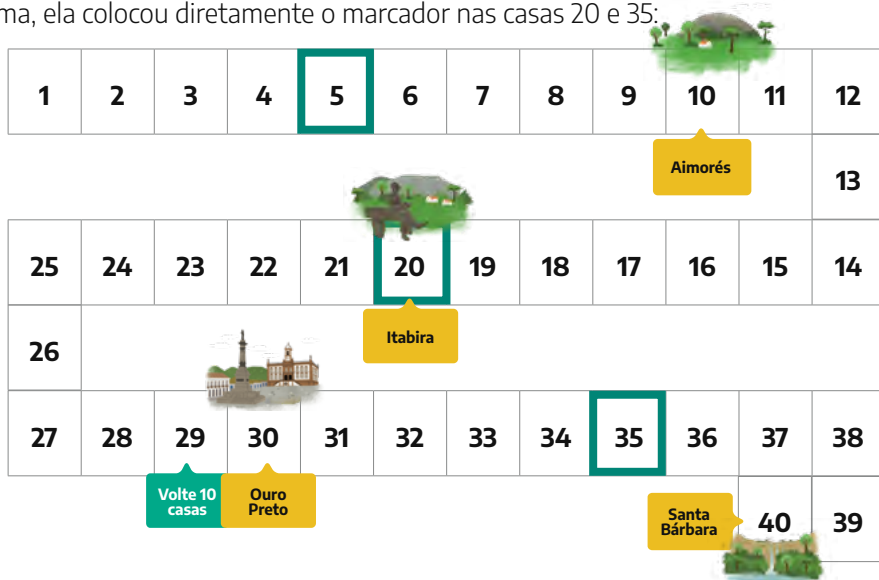 ma, ela colocou diretamente o marcador nas casas 20 e 35:
1 2 3 4 5 6 7 8 9 10 11 12
Aimorés
13
25 24 23 22 21 20 19 18 17 16 15 14
Itabira
26
27 28 29 30 31 32 33 34 35 36 37 38
Volte 10
casas
Ouro
Preto
Santa
Bárbara
40 39